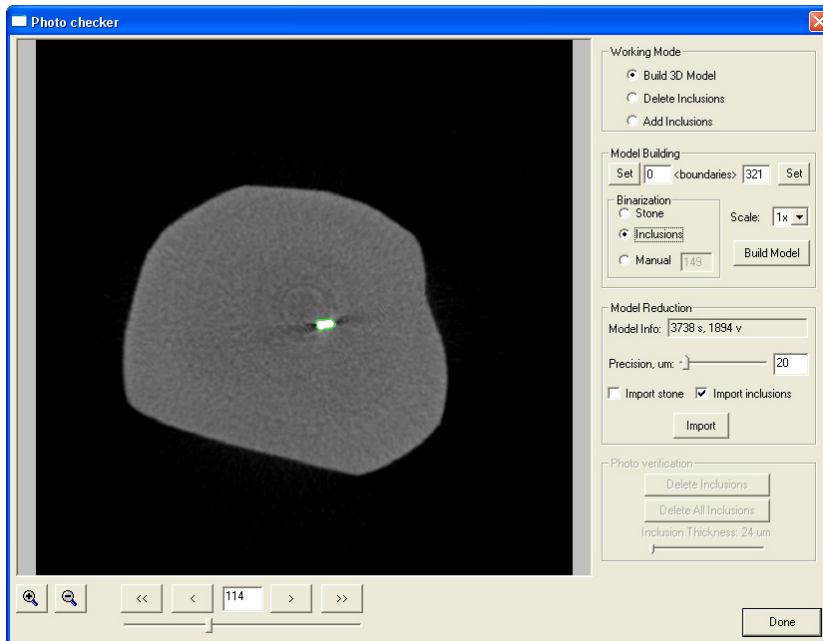 Photo checker
Working Mode
Build 3D Model
Delete Inclusions
Add Inclusions
Model Building
Set 0 <boundaries> 321 Set
Binarization
Stone
Scale: 1x
Inclusions
Manual 149
Build Model
Model Reduction
Model Info: 3738 s, 1894 v
Precision, um: 20
Import stone Import inclusions
Import
Photo verification
Delete Inclusions
Delete All Inclusions
Inclusion Thickness: 24 um
<< < 114 > >>
Done